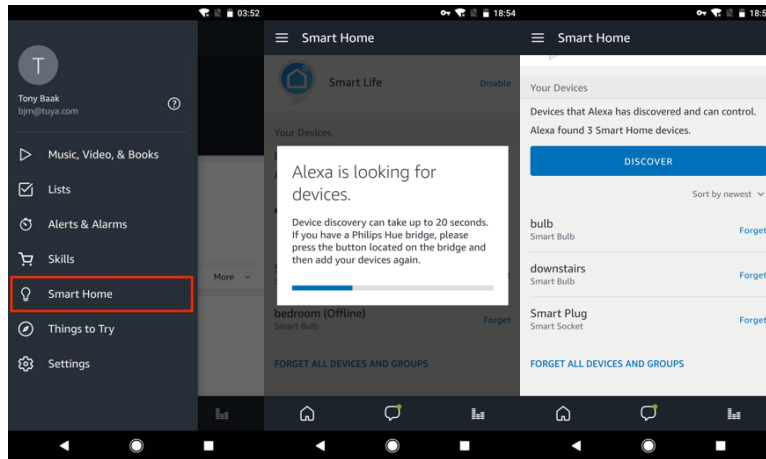 03:52
T
Tony Baak
bjm@tuya.com
Music, Video, & Books
Lists
Alerts & Alarms
Skills
Smart Home
Things to Try
Settings
More
18:54
Smart Home
Smart Life
Disable
Your Devices
Alexa is looking for
devices.
Device discovery can take up to 20 seconds.
If you have a Philips Hue bridge, please
press the button located on the bridge and
then add your devices again.
bedroom (Offline)
Smart Bulb
Forget
FORGET ALL DEVICES AND GROUPS
18:5
Smart Home
Your Devices
Devices that Alexa has discovered and can control.
Alexa found 3 Smart Home devices.
DISCOVER
Sort by newest
bulb
Smart Bulb
Forget
downstairs
Smart Bulb
Forget
Smart Plug
Smart Socket
Forget
FORGET ALL DEVICES AND GROUPS